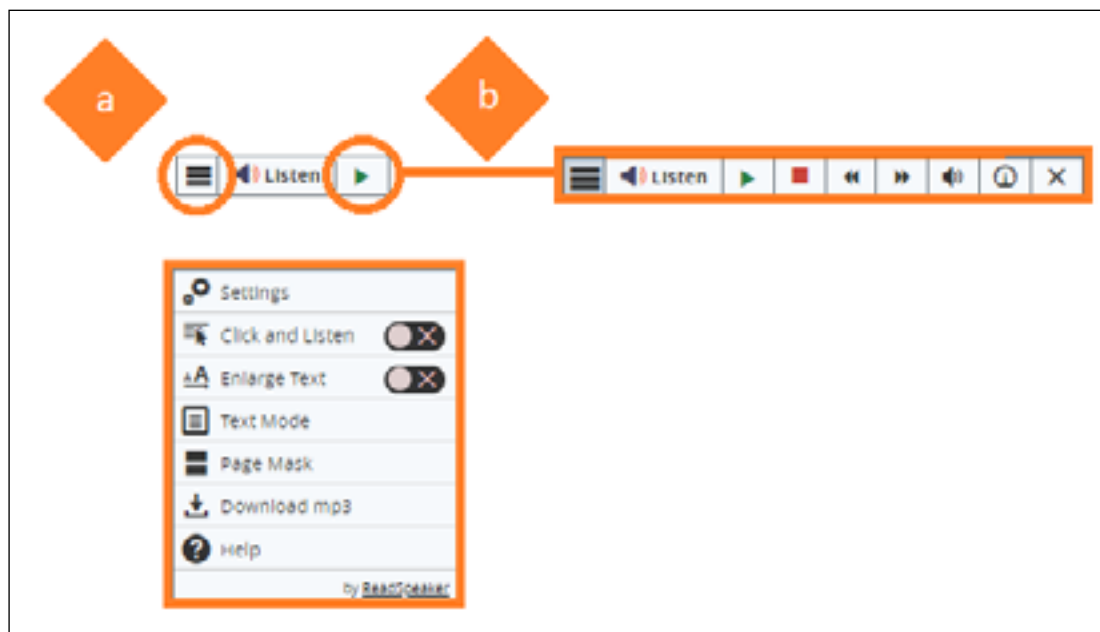 a
b
Listen
Listen
Settings
Click and Listen
Enlarge Text
Text Mode
Page Mask
Download mp3
Help
by ReadSpeaker